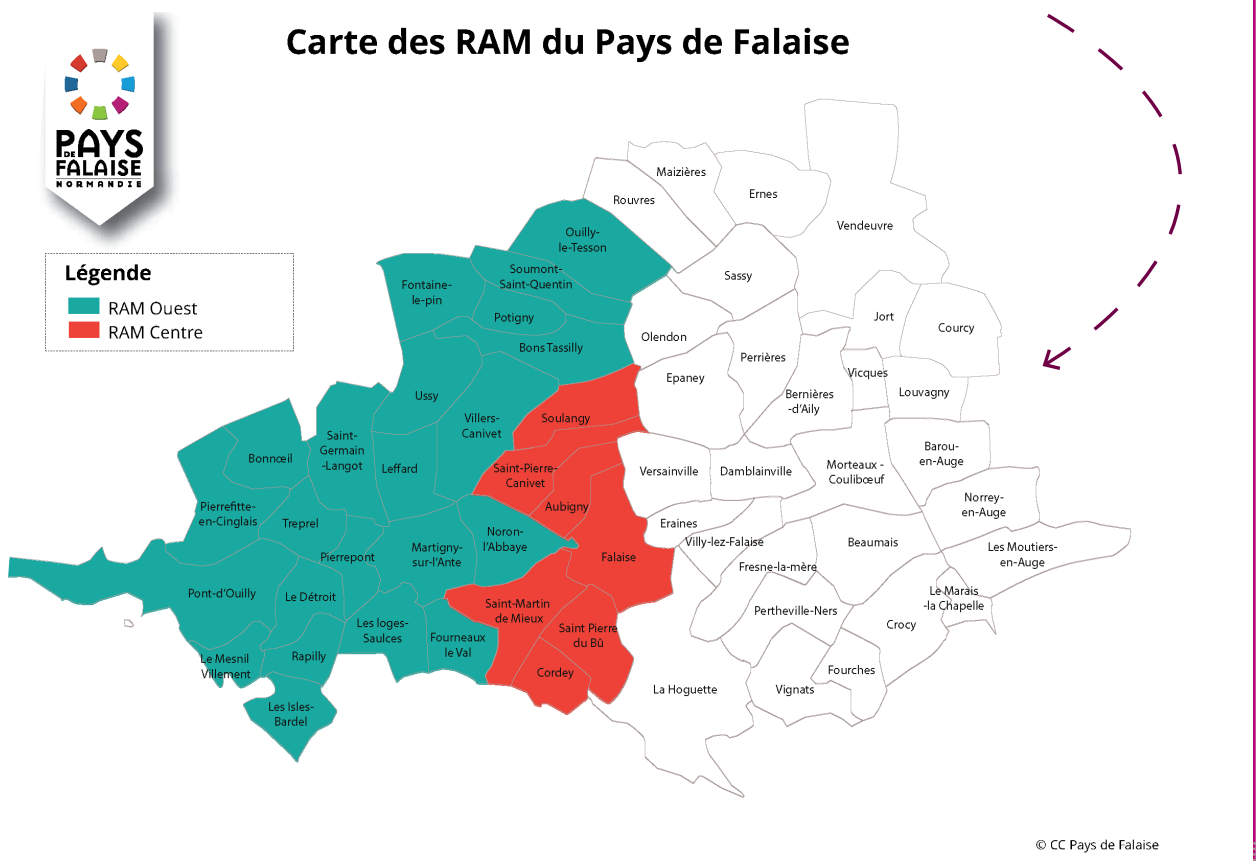 Carte des RAM du Pays de Falaise
PAYS
DE
FALAISE
NORMANDIE
Légende
RAM Ouest
RAM Centre
Maizières
Rouvres
Ernes
Vendeuvre
Ouilly-
le-Tesson
Soumont-
Saint-Quentin
Sassy
Fontaine-
le-pin
Potigny
Jort
Courcy
Olendon
Bons Tassilly
Perrières
Epaney
Vicques
Bernières
-d'Aily
Louvagny
Ussy
Villers-
Canivet
Soulangy
Saint-
Germain
-Langot
Bonnœil
Leffard
Barou-
en-Auge
Saint-Pierre-
Canivet
Versainville
Damblainville
Morteaux -
Coulibœuf
Norrey-
en-Auge
Pierrefitte-
en-Cinglais
Treprel
Aubigny
Eraines
Noron-
l'Abbaye
Villy-lez-Falaise
Beaumais
Les Moutiers-
en-Auge
Pierrepont
Martigny-
sur-l'Ante
Falaise
Fresne-la-mère
Pont-d'Ouilly
Le Détroit
Le Marais
-la Chapelle
Saint-Martin
de Mieux
Pertheville-Ners
Crocy
Les loges-
Saulces
Fourneaux
le Val
Saint Pierre
du Bû
Le Mesnil
Villement
Rapilly
Cordey
Fourches
La Hoguette
Vignats
Les Isles-
Bardel
© CC Pays de Falaise